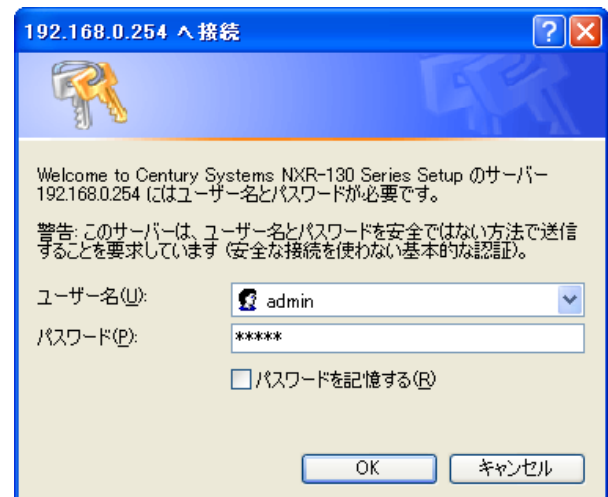 192.168.0.254 へ接続
Welcome to Century Systems NXR-130 Series Setup のサーバー
192.168.0.254 にはユーザー名とパスワードが必要です。
警告: このサーバーは、ユーザー名とパスワードを安全ではない方法で送信
することを要求しています (安全な接続を使わない基本的な認証)。
ユーザー名(U):
admin
パスワード(P):
*****
パスワードを記憶する(R)
OK
キャンセル